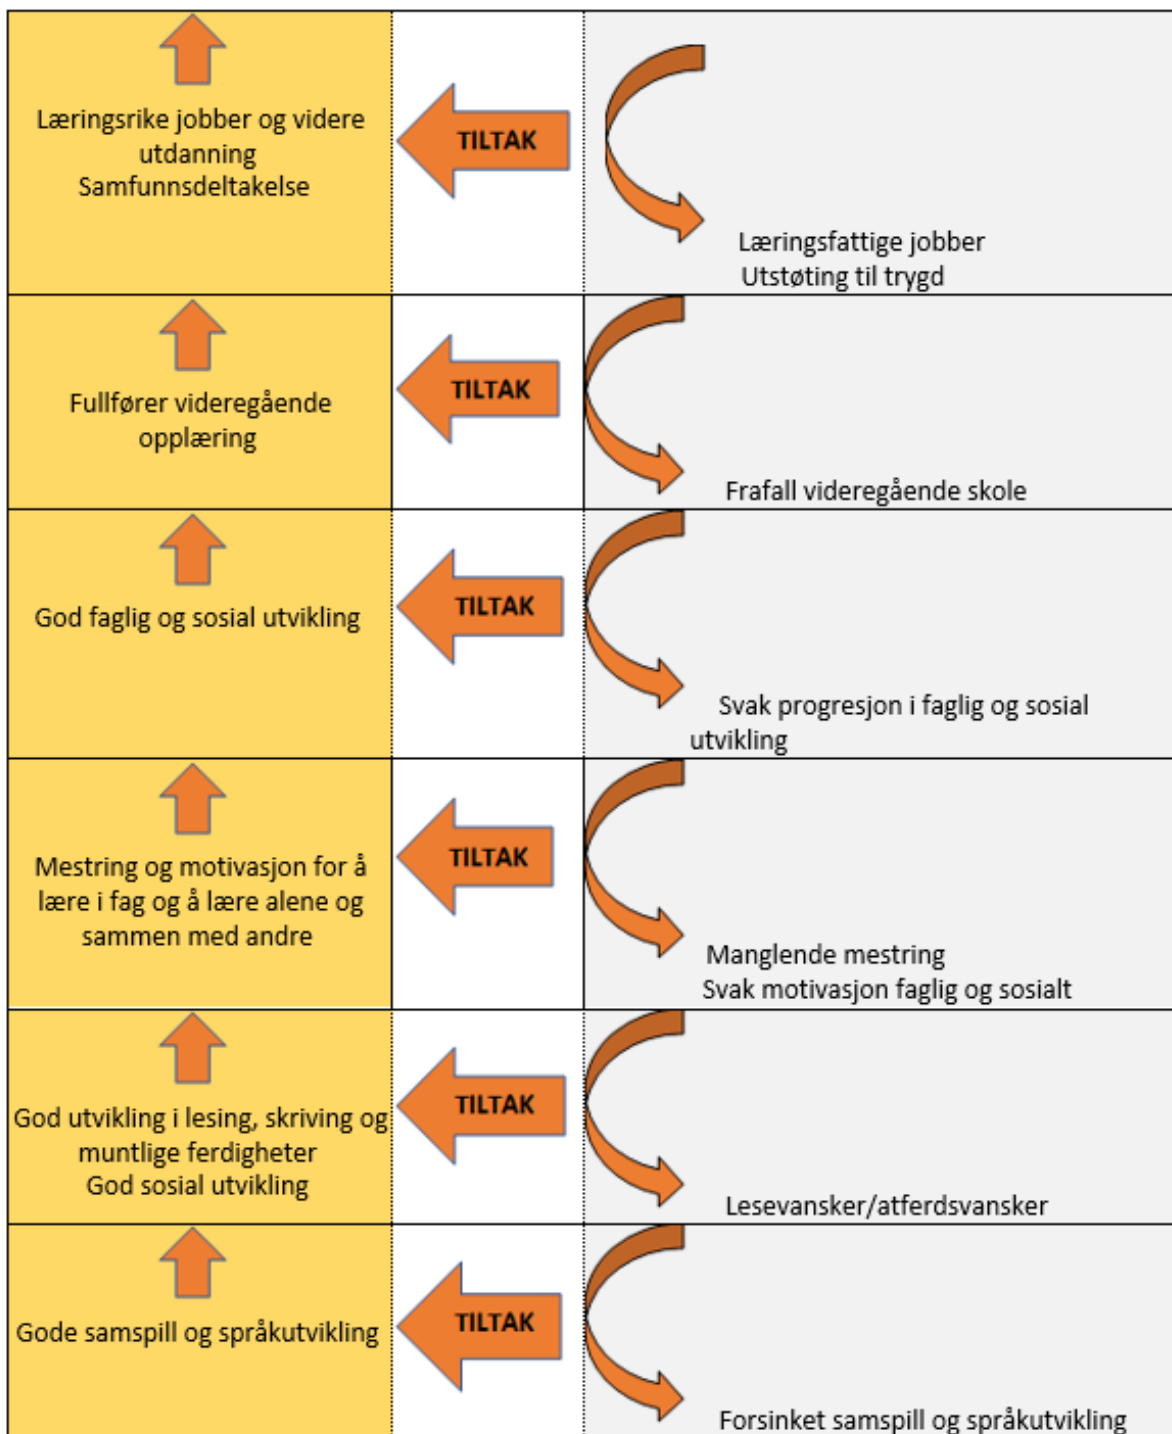 Læringsrike jobber og videre
utdanning
Samfunnsdeltakelse
TILTAK
Læringsfattige jobber
Utstøting til trygd
Fullfører videregående
opplæring
TILTAK
Frafall videregående skole
God faglig og sosial utvikling
TILTAK
Svak progresjon i faglig og sosial
utvikling
Mestring og motivasjon for å
lære i fag og å lære alene og
sammen med andre
TILTAK
Manglende mestring
Svak motivasjon faglig og sosialt
God utvikling i lesing, skriving og
muntlige ferdigheter
God sosial utvikling
TILTAK
Lesevansker/atferdsvansker
Gode samspill og språkutvikling
TILTAK
Forsinket samspill og språkutvikling